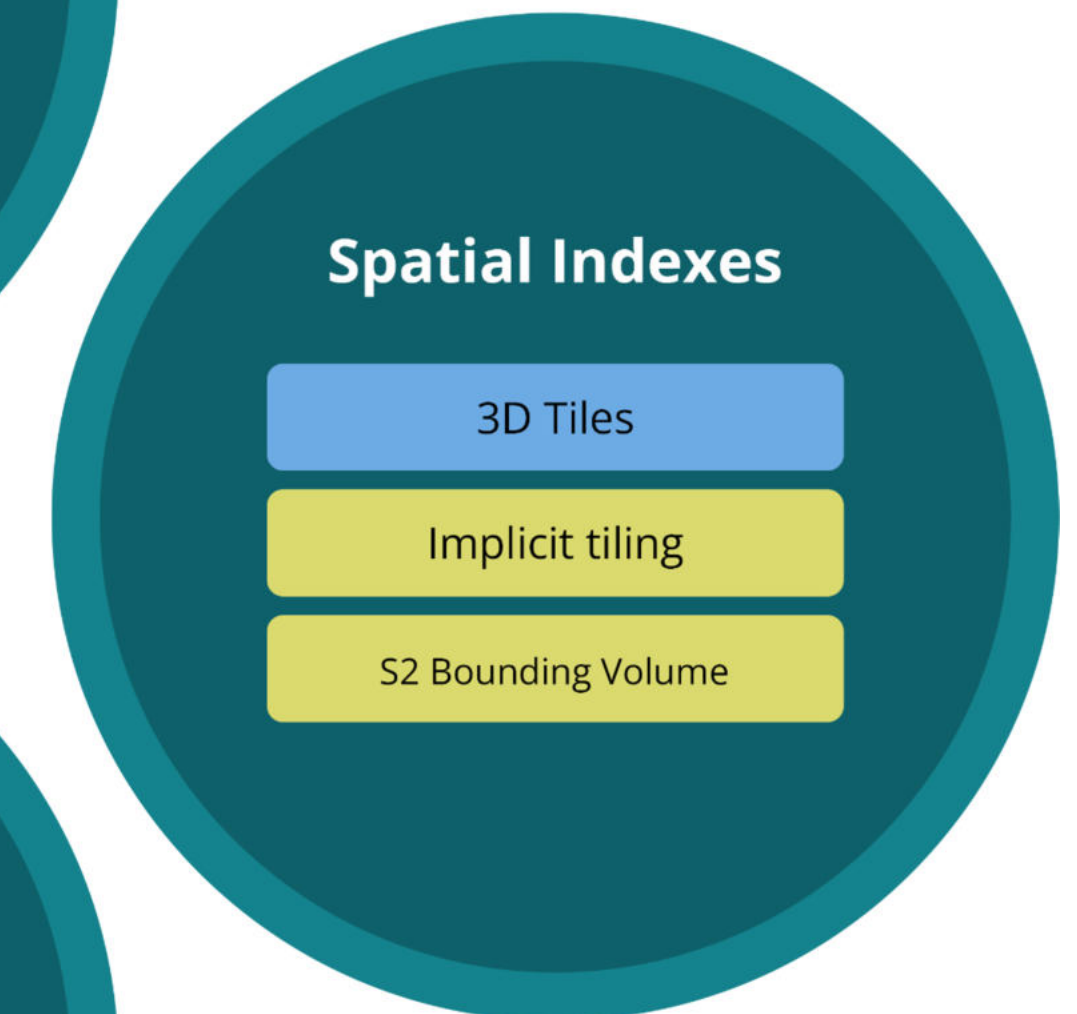 Spatial Indexes
3D Tiles
Implicit tiling
S2 Bounding Volume